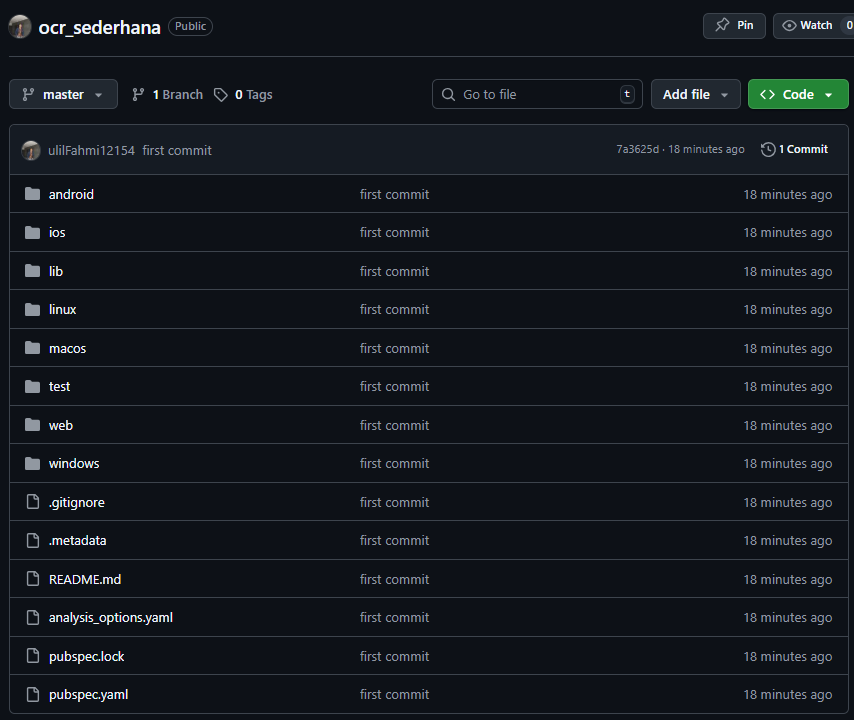 ocr_sederhana Public Pin Watch 0
master 1 Branch 0 Tags Go to file t Add file Code
ulilFahmi12154 first commit 7a3625d · 18 minutes ago 1 Commit
android first commit 18 minutes ago
ios first commit 18 minutes ago
lib first commit 18 minutes ago
linux first commit 18 minutes ago
macos first commit 18 minutes ago
test first commit 18 minutes ago
web first commit 18 minutes ago
windows first commit 18 minutes ago
.gitignore first commit 18 minutes ago
.metadata first commit 18 minutes ago
README.md first commit 18 minutes ago
analysis_options.yaml first commit 18 minutes ago
pubspec.lock first commit 18 minutes ago
pubspec.yaml first commit 18 minutes ago